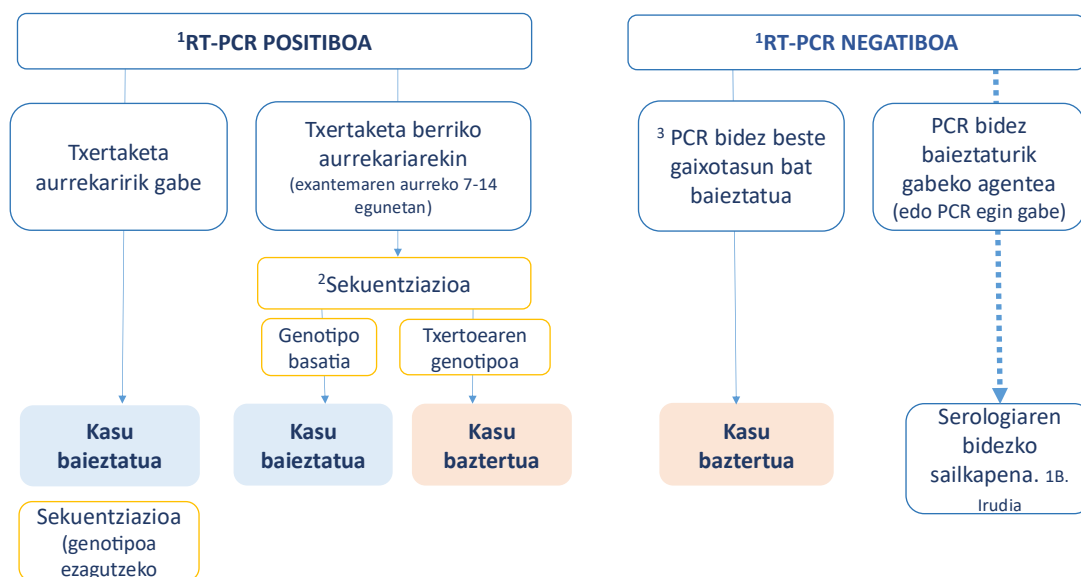 ¹RT-PCR POSITIBOA
Txertaketa
aurrekaririk gabe
Txertaketa berriko
aurrekariarekin
(exantemaren aurreko 7-14
egunetan)
²Sekuentziazioa
Genotipo
basatia
Txertoearen
genotipoa
Kasu
baieztatua
Kasu
baieztatua
Kasu
baztertua
Sekuentziazioa
(genotipoa
ezagutzeko
¹RT-PCR NEGATIBOA
³ PCR bidez beste
gaixotasun bat
baieztatua
PCR bidez
baieztaturik
gabeko agentea
(edo PCR egin gabe)
Kasu
baztertua
Serologiaren
bidezko
sailkapena. 1B.
Irudia